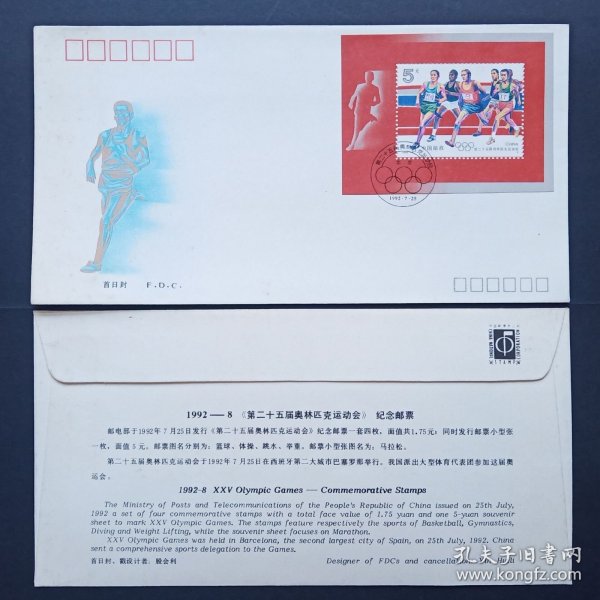 5元
中国邮政
CHINA
第二十五届奥林匹克运动会
1992·7·25
首日封 F.D.C.
1992—8 《第二十五届奥林匹克运动会》 纪念邮票
邮电部于1992年7月25日发行《第二十五届奥林匹克运动会》纪念邮票一套四枚，面值共1.75元；同时发行邮票小型张
一枚，面值5元。邮票图名分别为：篮球、体操、跳水、举重，邮票小型张图名为：马拉松。
第二十五届奥林匹克运动会于1992年7月25日在西班牙第二大城市巴塞罗那举行。我国派出大型体育代表团参加这届奥
运会。
1992-8 XXV Olympic Games — Commemorative Stamps
The Ministry of Posts and Telecommunications of the People's Republic of China issued on 25th July,
1992 a set of four commemorative stamps with a total face value of 1.75 yuan and one 5-yuan souvenir
sheet to mark XXV Olympic Games. The stamps feature respectively the sports of Basketball, Gymnastics,
Diving and Weight Lifting, while the souvenir sheet focuses on Marathon.
XXV Olympic Games was held in Barcelona, the second largest city of Spain, on 25th July, 1992. China
sent a comprehensive sports delegation to the Games.
首日封、戳设计者：殷会利
Designer of FDCs and cancellation: Yin Huili
孔夫子旧书网
www.kongfz.com